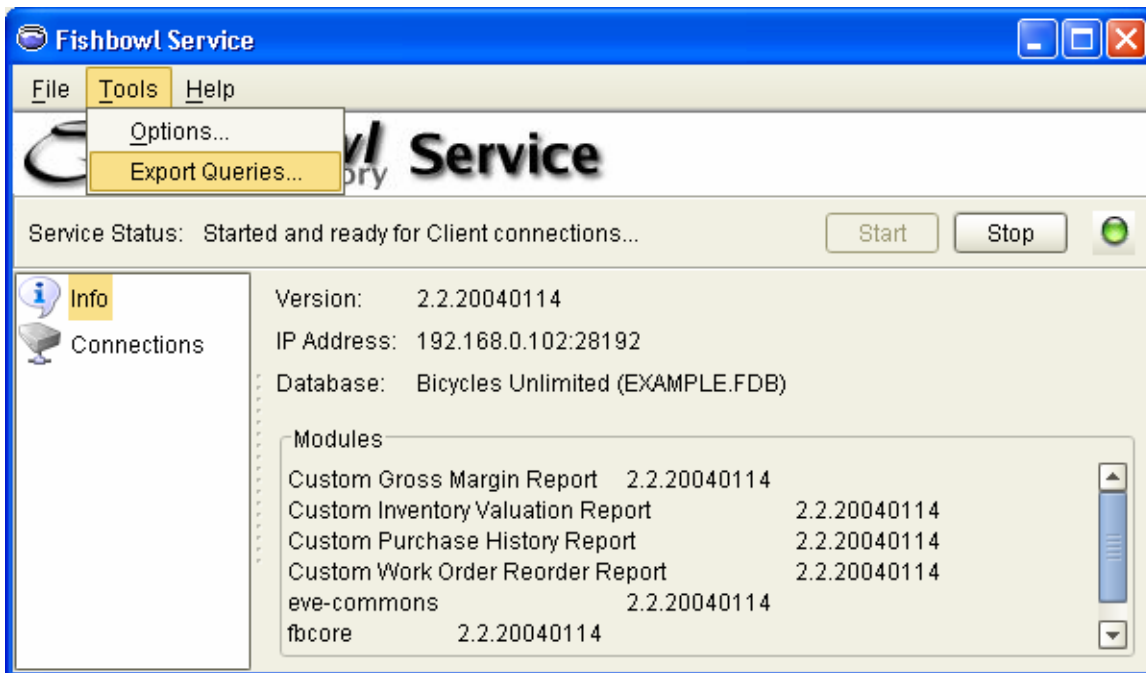 Fishbowl Service
File Tools Help
Options...
Export Queries...
Service
Service Status: Started and ready for Client connections... Start Stop
Info
Connections
Version: 2.2.20040114
IP Address: 192.168.0.102:28192
Database: Bicycles Unlimited (EXAMPLE.FDB)
Modules
Custom Gross Margin Report 2.2.20040114
Custom Inventory Valuation Report 2.2.20040114
Custom Purchase History Report 2.2.20040114
Custom Work Order Reorder Report 2.2.20040114
eve-commons 2.2.20040114
fbcore 2.2.20040114